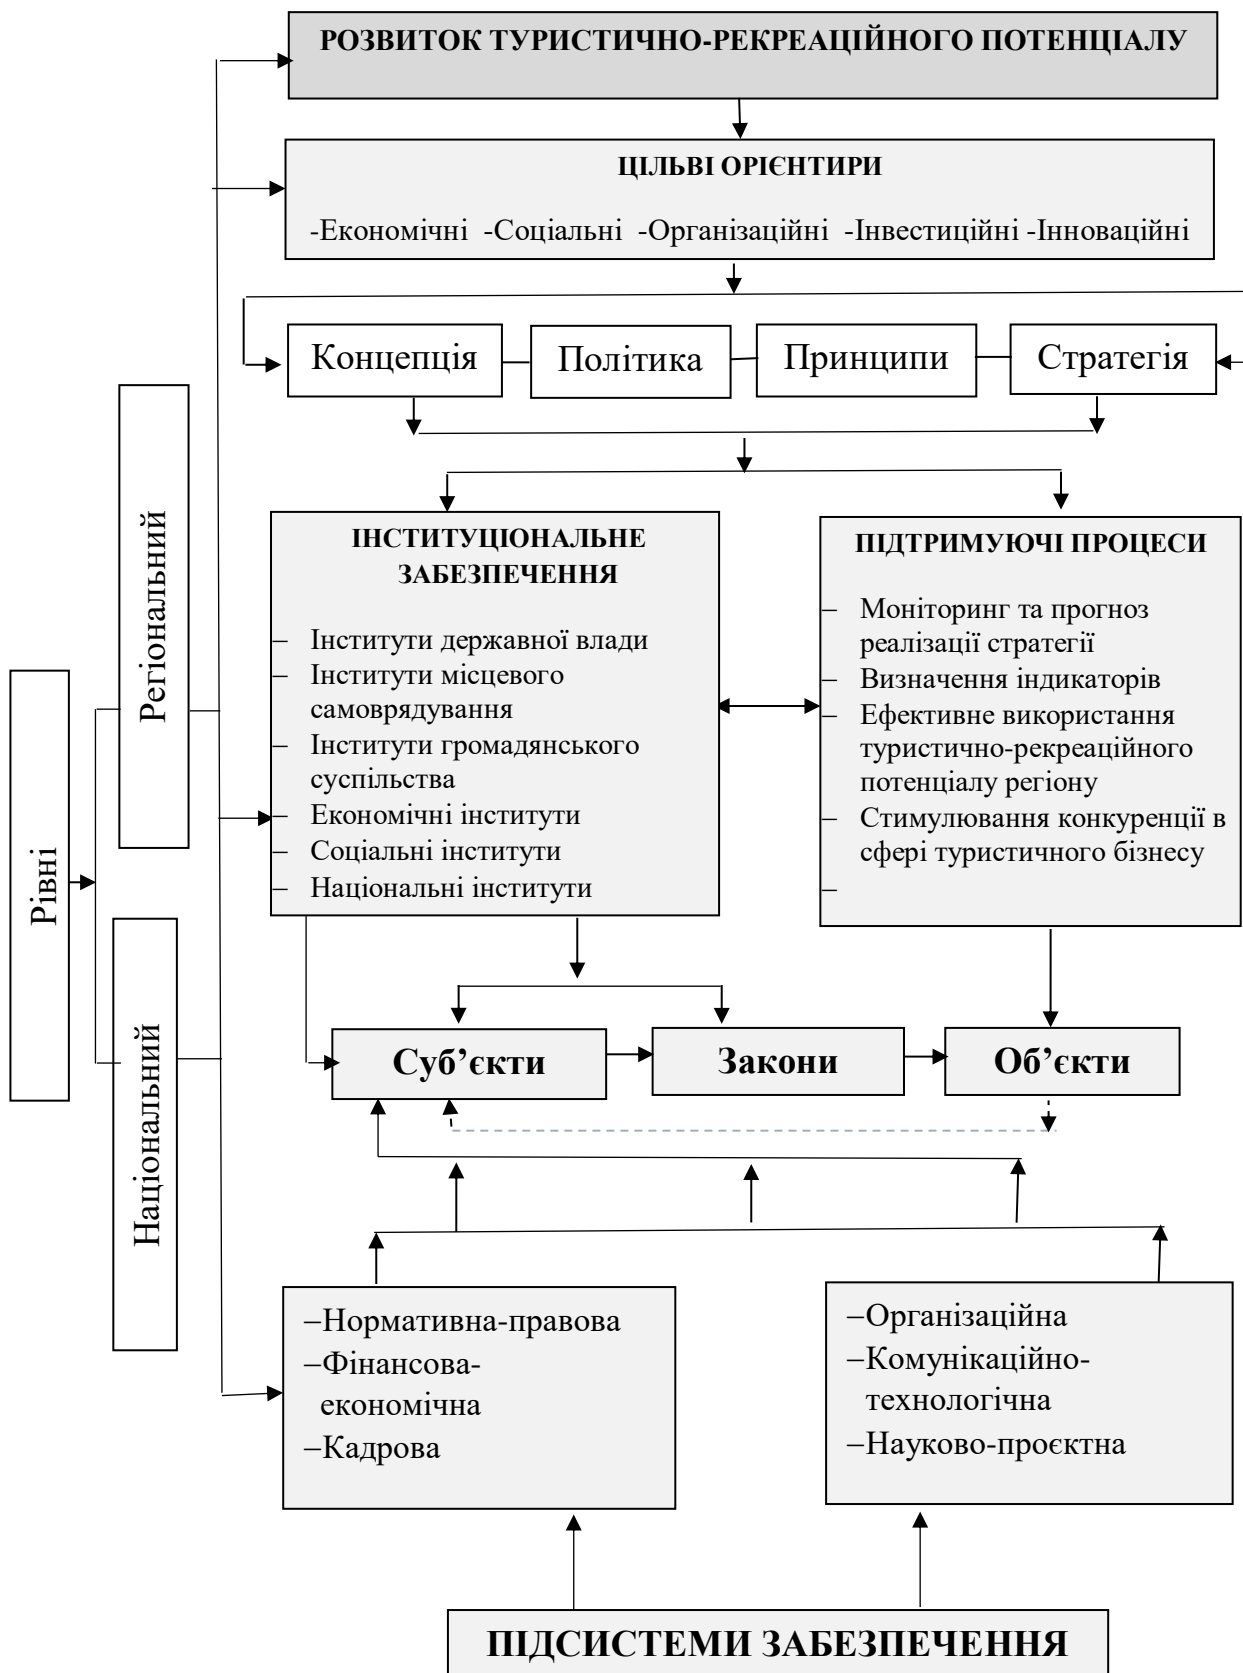 РОЗВИТОК ТУРИСТИЧНО-РЕКРЕАЦІЙНОГО ПОТЕНЦІАЛУ
ЦІЛЬВІ ОРІЄНТИРИ
-Економічні -Соціальні -Організаційні -Інвестиційні -Інноваційні
Концепція
Політика
Принципи
Стратегія
Рівні
Регіональний
Національний
ІНСТИТУЦІОНАЛЬНЕ
ЗАБЕЗПЕЧЕННЯ
– Інститути державної влади
– Інститути місцевого
самоврядування
– Інститути громадянського
суспільства
– Економічні інститути
– Соціальні інститути
– Національні інститути
ПІДТРИМУЮЧІ ПРОЦЕСИ
– Моніторинг та прогноз
реалізації стратегії
– Визначення індикаторів
– Ефективне використання
туристично-рекреаційного
потенціалу регіону
– Стимулювання конкуренції в
сфері туристичного бізнесу
–
Суб’єкти
Закони
Об’єкти
–Нормативна-правова
–Фінансова-
економічна
–Кадрова
–Організаційна
–Комунікаційно-
технологічна
–Науково-проєктна
ПІДСИСТЕМИ ЗАБЕЗПЕЧЕННЯ